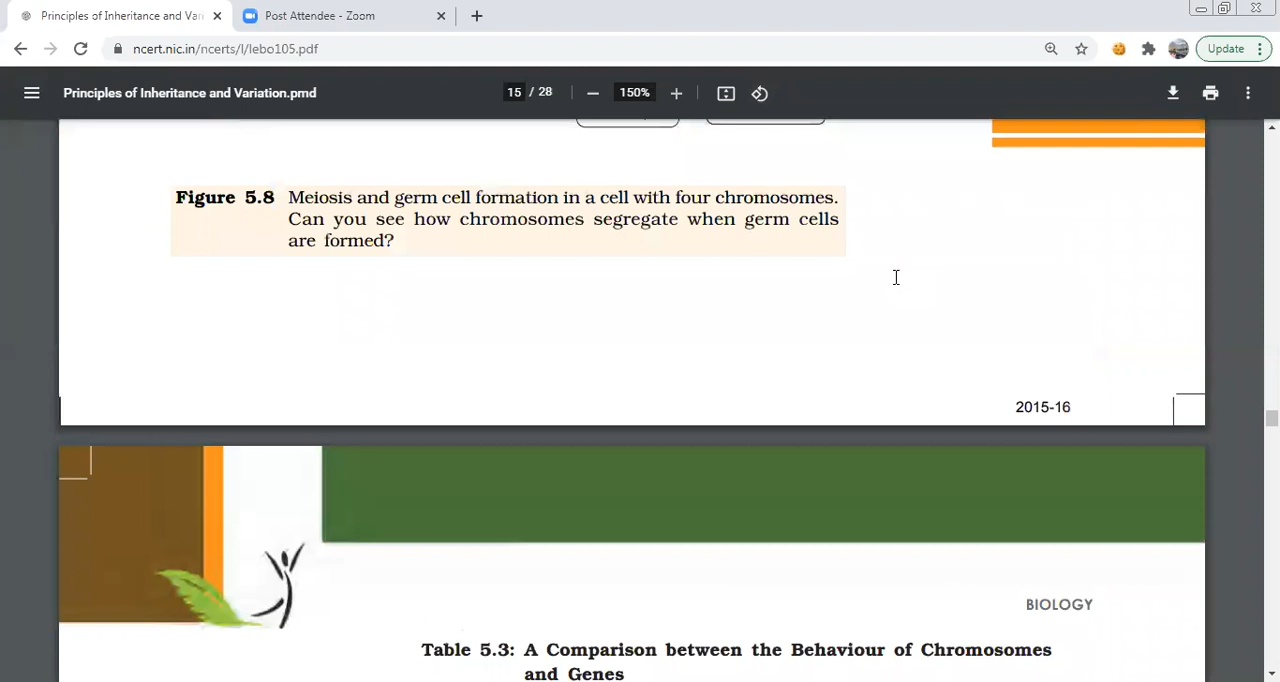 Principles of Inheritance and Var
Post Attendee - Zoom
ncert.nic.in/ncerts/l/lebo105.pdf
Update
Principles of Inheritance and Variation.pmd
15 / 28
150%
Figure 5.8 Meiosis and germ cell formation in a cell with four chromosomes.
Can you see how chromosomes segregate when germ cells
are formed?
2015-16
BIOLOGY
Table 5.3: A Comparison between the Behaviour of Chromosomes
and Genes